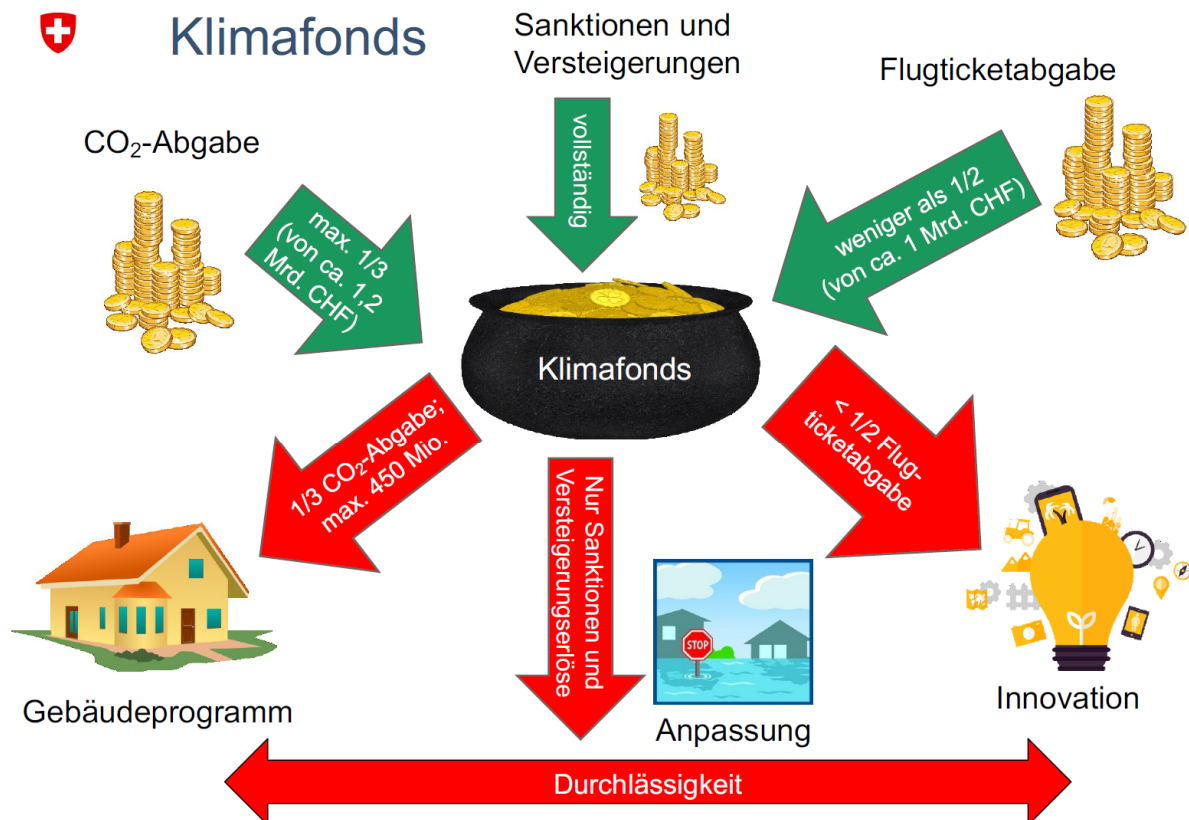 Klimafonds
Sanktionen und
Versteigerungen
Flugticketabgabe
CO₂-Abgabe
max. 1/3
(von ca. 1,2
Mrd. CHF)
vollständig
weniger als 1/2
(von ca. 1 Mrd. CHF)
Klimafonds
1/3 CO₂-Abgabe;
max. 450 Mio.
Nur Sanktionen und
Versteigerungserlöse
< 1/2 Flug-
ticketabgabe
STOP
Gebäudeprogramm
Anpassung
Innovation
Durchlässigkeit